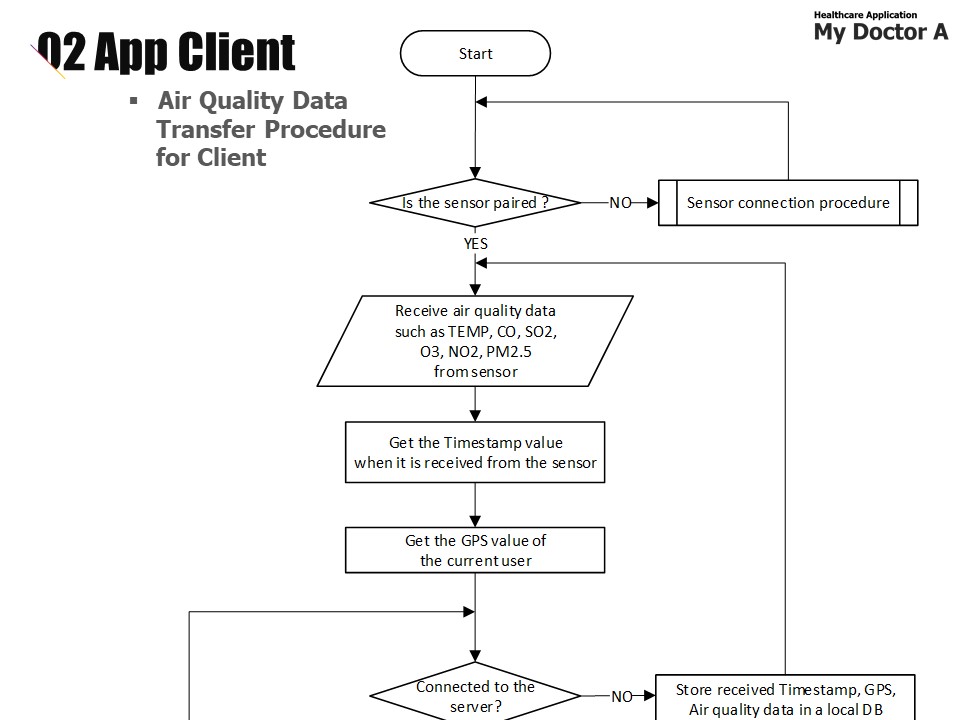 Healthcare Application
My Doctor A
02 App Client
▪ Air Quality Data
Transfer Procedure
for Client
Start
Is the sensor paired ?
NO
Sensor connection procedure
YES
Receive air quality data
such as TEMP, CO, SO2,
O3, NO2, PM2.5
from sensor
Get the Timestamp value
when it is received from the sensor
Get the GPS value of
the current user
Connected to the
server?
NO
Store received Timestamp, GPS,
Air quality data in a local DB